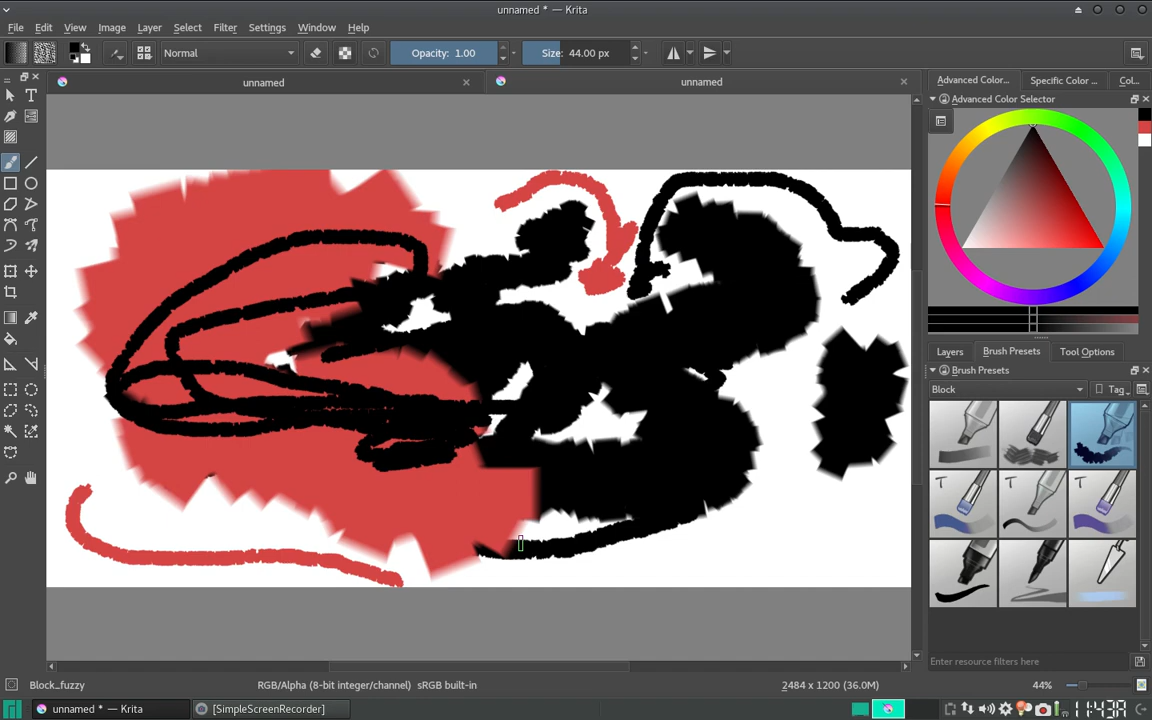 unnamed * — Krita
File Edit View Image Layer Select Filter Settings Window Help
Normal Opacity: 1.00 Size: 44.00 px
unnamed unnamed
Advanced Color... Specific Color ... Col...
Advanced Color Selector
Layers Brush Presets Tool Options
Brush Presets
Block Tag
T T T
Enter resource filters here
Block_fuzzy RGB/Alpha (8-bit integer/channel) sRGB built-in 2484 x 1200 (36.0M) 44%
unnamed * — Krita [SimpleScreenRecorder]